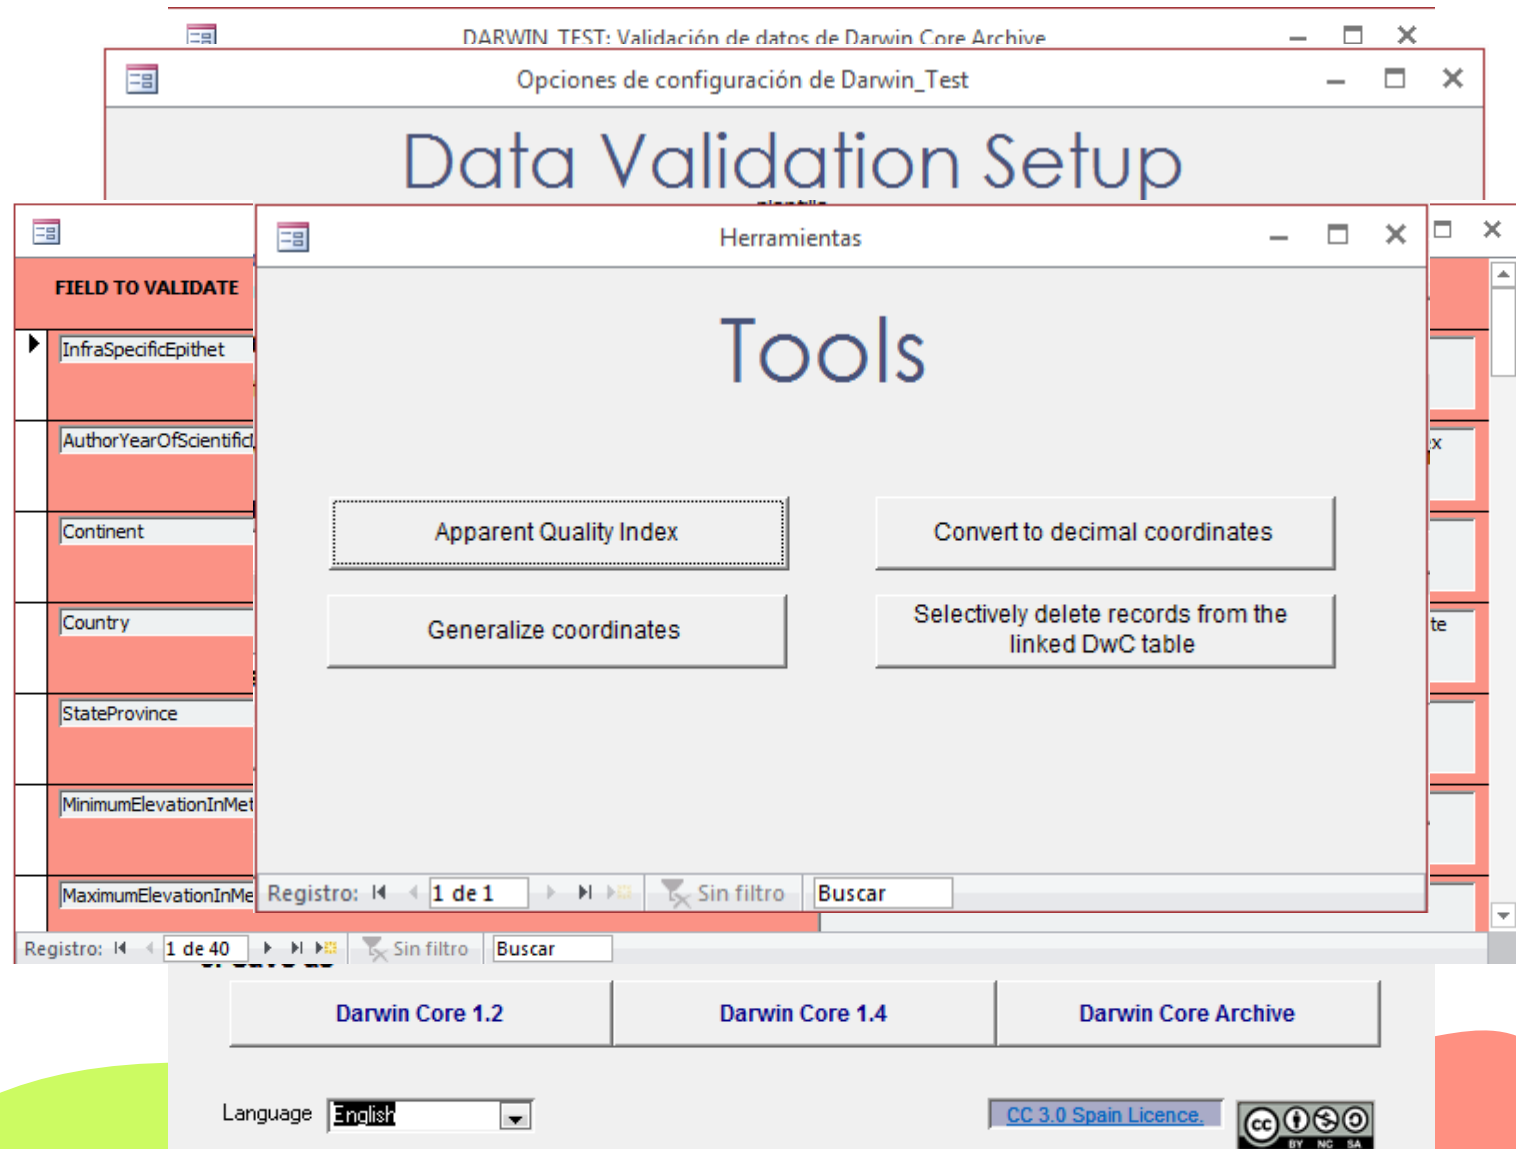 DARWIN_TEST: Validación de datos de Darwin Core Archive
Opciones de configuración de Darwin_Test
Data Validation Setup
Herramientas
FIELD TO VALIDATE
Tools
InfraSpecificEpithet
AuthorYearOfScientific
Continent
Country
StateProvince
MinimumElevationInMet
MaximumElevationInMe
Apparent Quality Index
Convert to decimal coordinates
Generalize coordinates
Selectively delete records from the
linked DwC table
Registro: 1 de 1 Sin filtro Buscar
Registro: 1 de 40 Sin filtro Buscar
Darwin Core 1.2
Darwin Core 1.4
Darwin Core Archive
Language English
CC 3.0 Spain Licence.
cc
BY NC SA